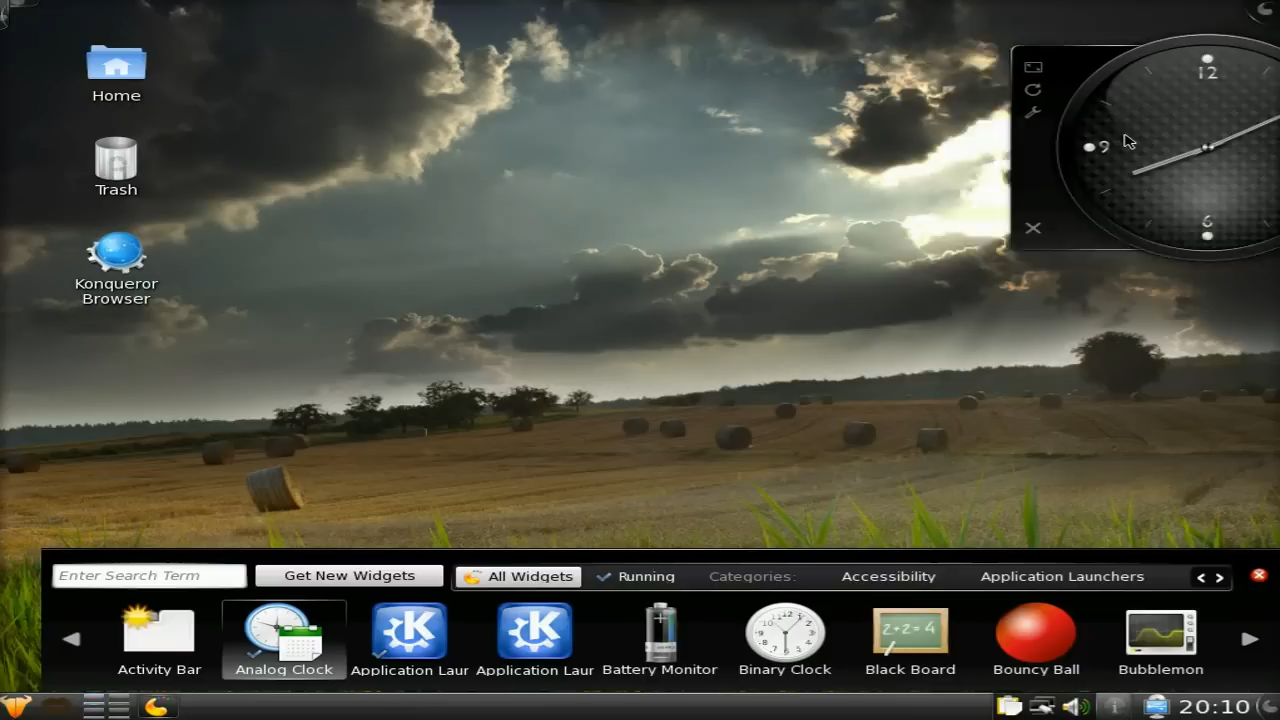 Home
Trash
Konqueror
Browser
12
9
6
Enter Search Term
Get New Widgets
All Widgets
Running
Categories:
Accessibility
Application Launchers
Activity Bar
Analog Clock
Application Laur
Application Laur
Battery Monitor
Binary Clock
2+2=4
Black Board
Bouncy Ball
Bubblemon
20:10